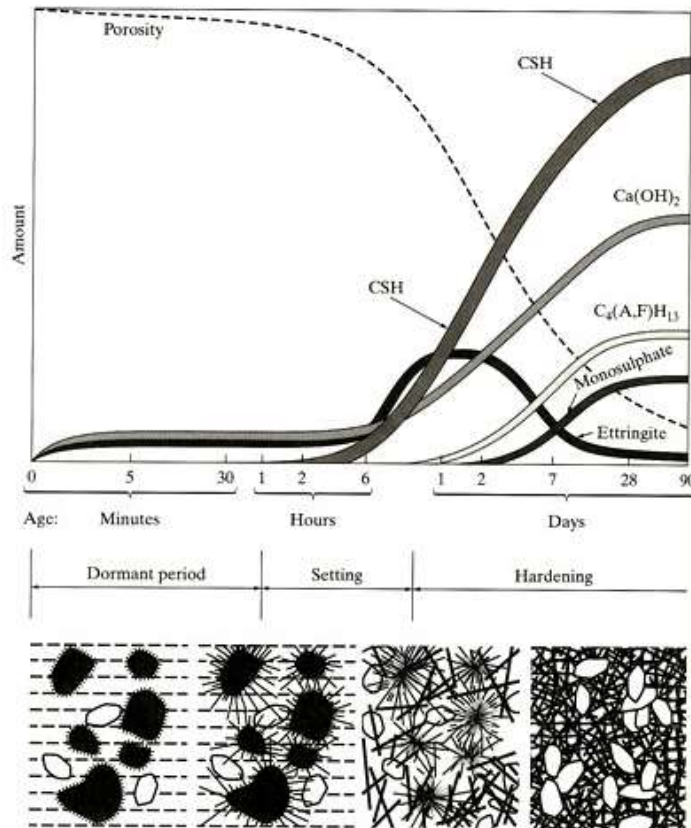 Porosity
CSH
Ca(OH)₂
Amount
CSH
C₄(A,F)H₁₃
Monosulphate
Ettringite
0 5 30 1 2 6 1 2 7 28 90
Age: Minutes Hours Days
Dormant period Setting Hardening